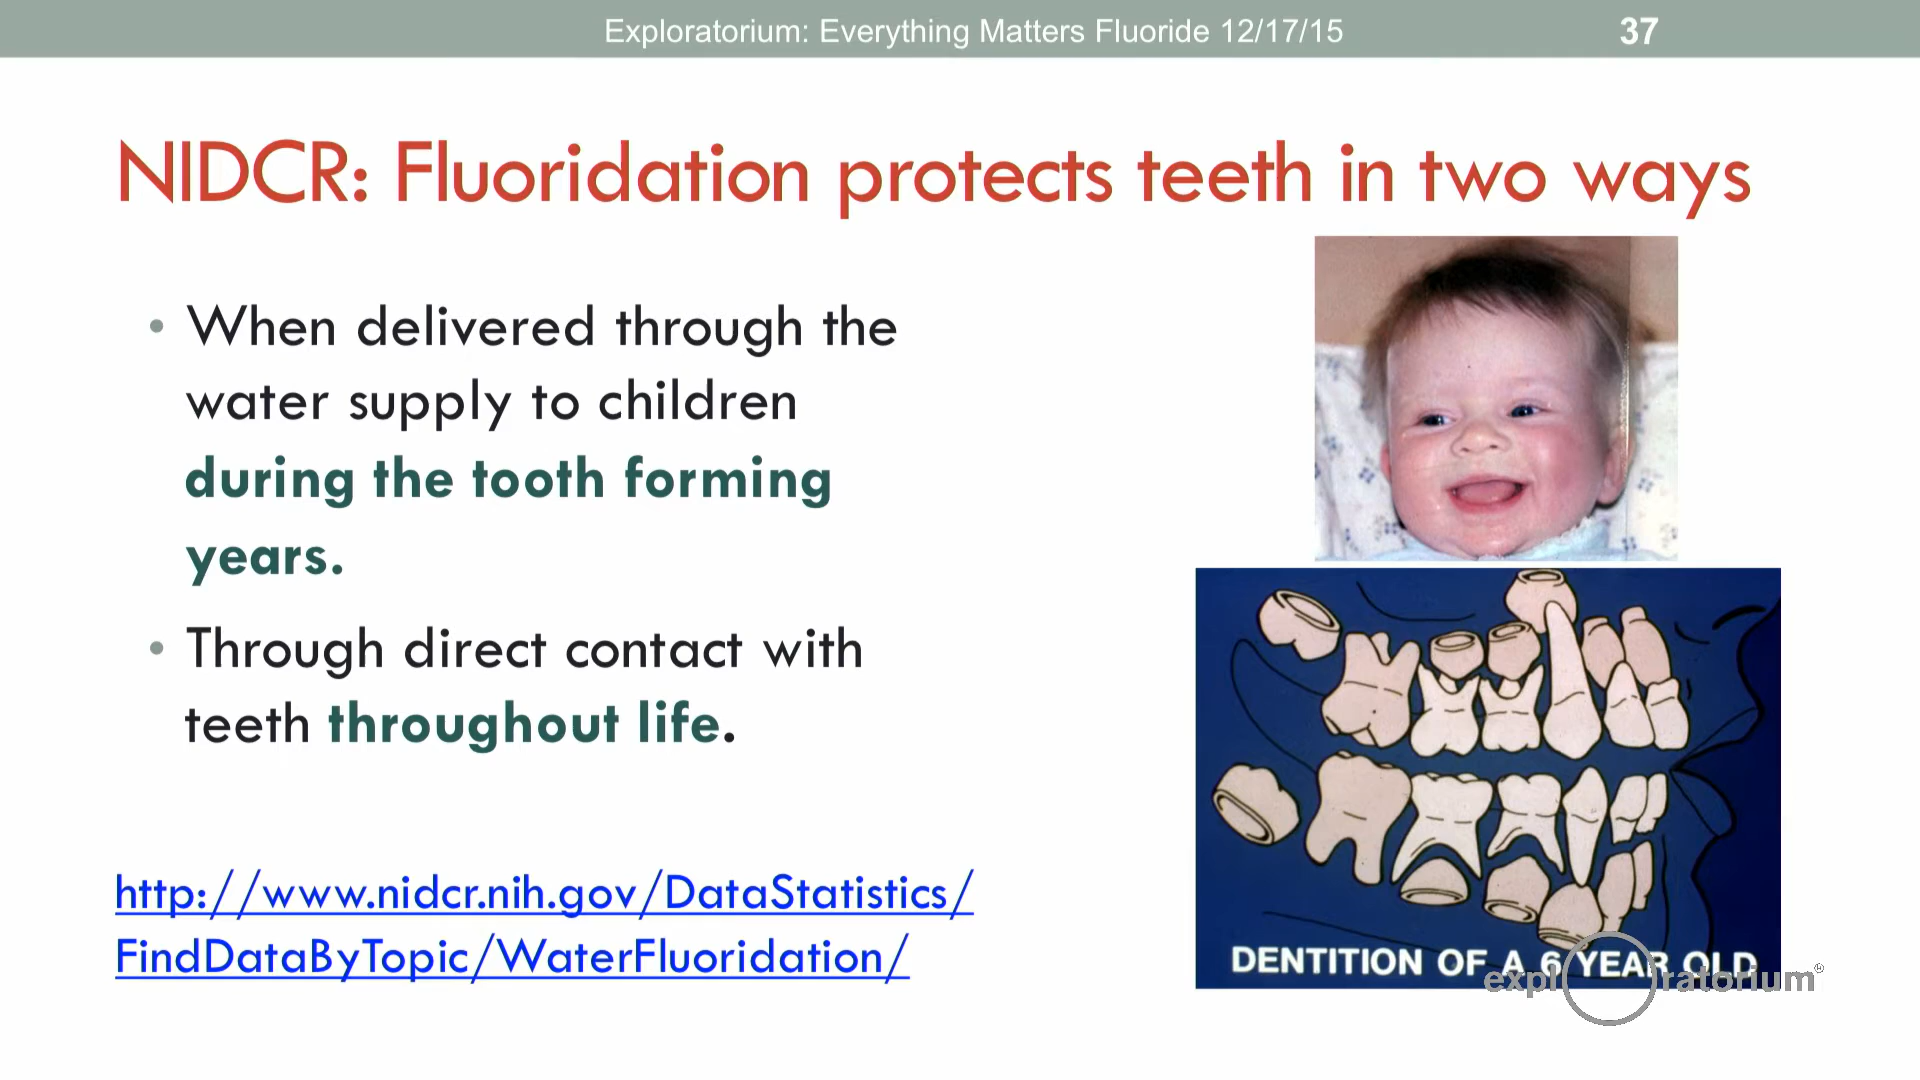 Exploratorium: Everything Matters Fluoride 12/17/15 37
NIDCR: Fluoridation protects teeth in two ways
• When delivered through the
water supply to children
during the tooth forming
years.
• Through direct contact with
teeth throughout life.
http://www.nidcr.nih.gov/DataStatistics/
FindDataByTopic/WaterFluoridation/
DENTITION OF A 6 YEAR OLD
exploratorium®